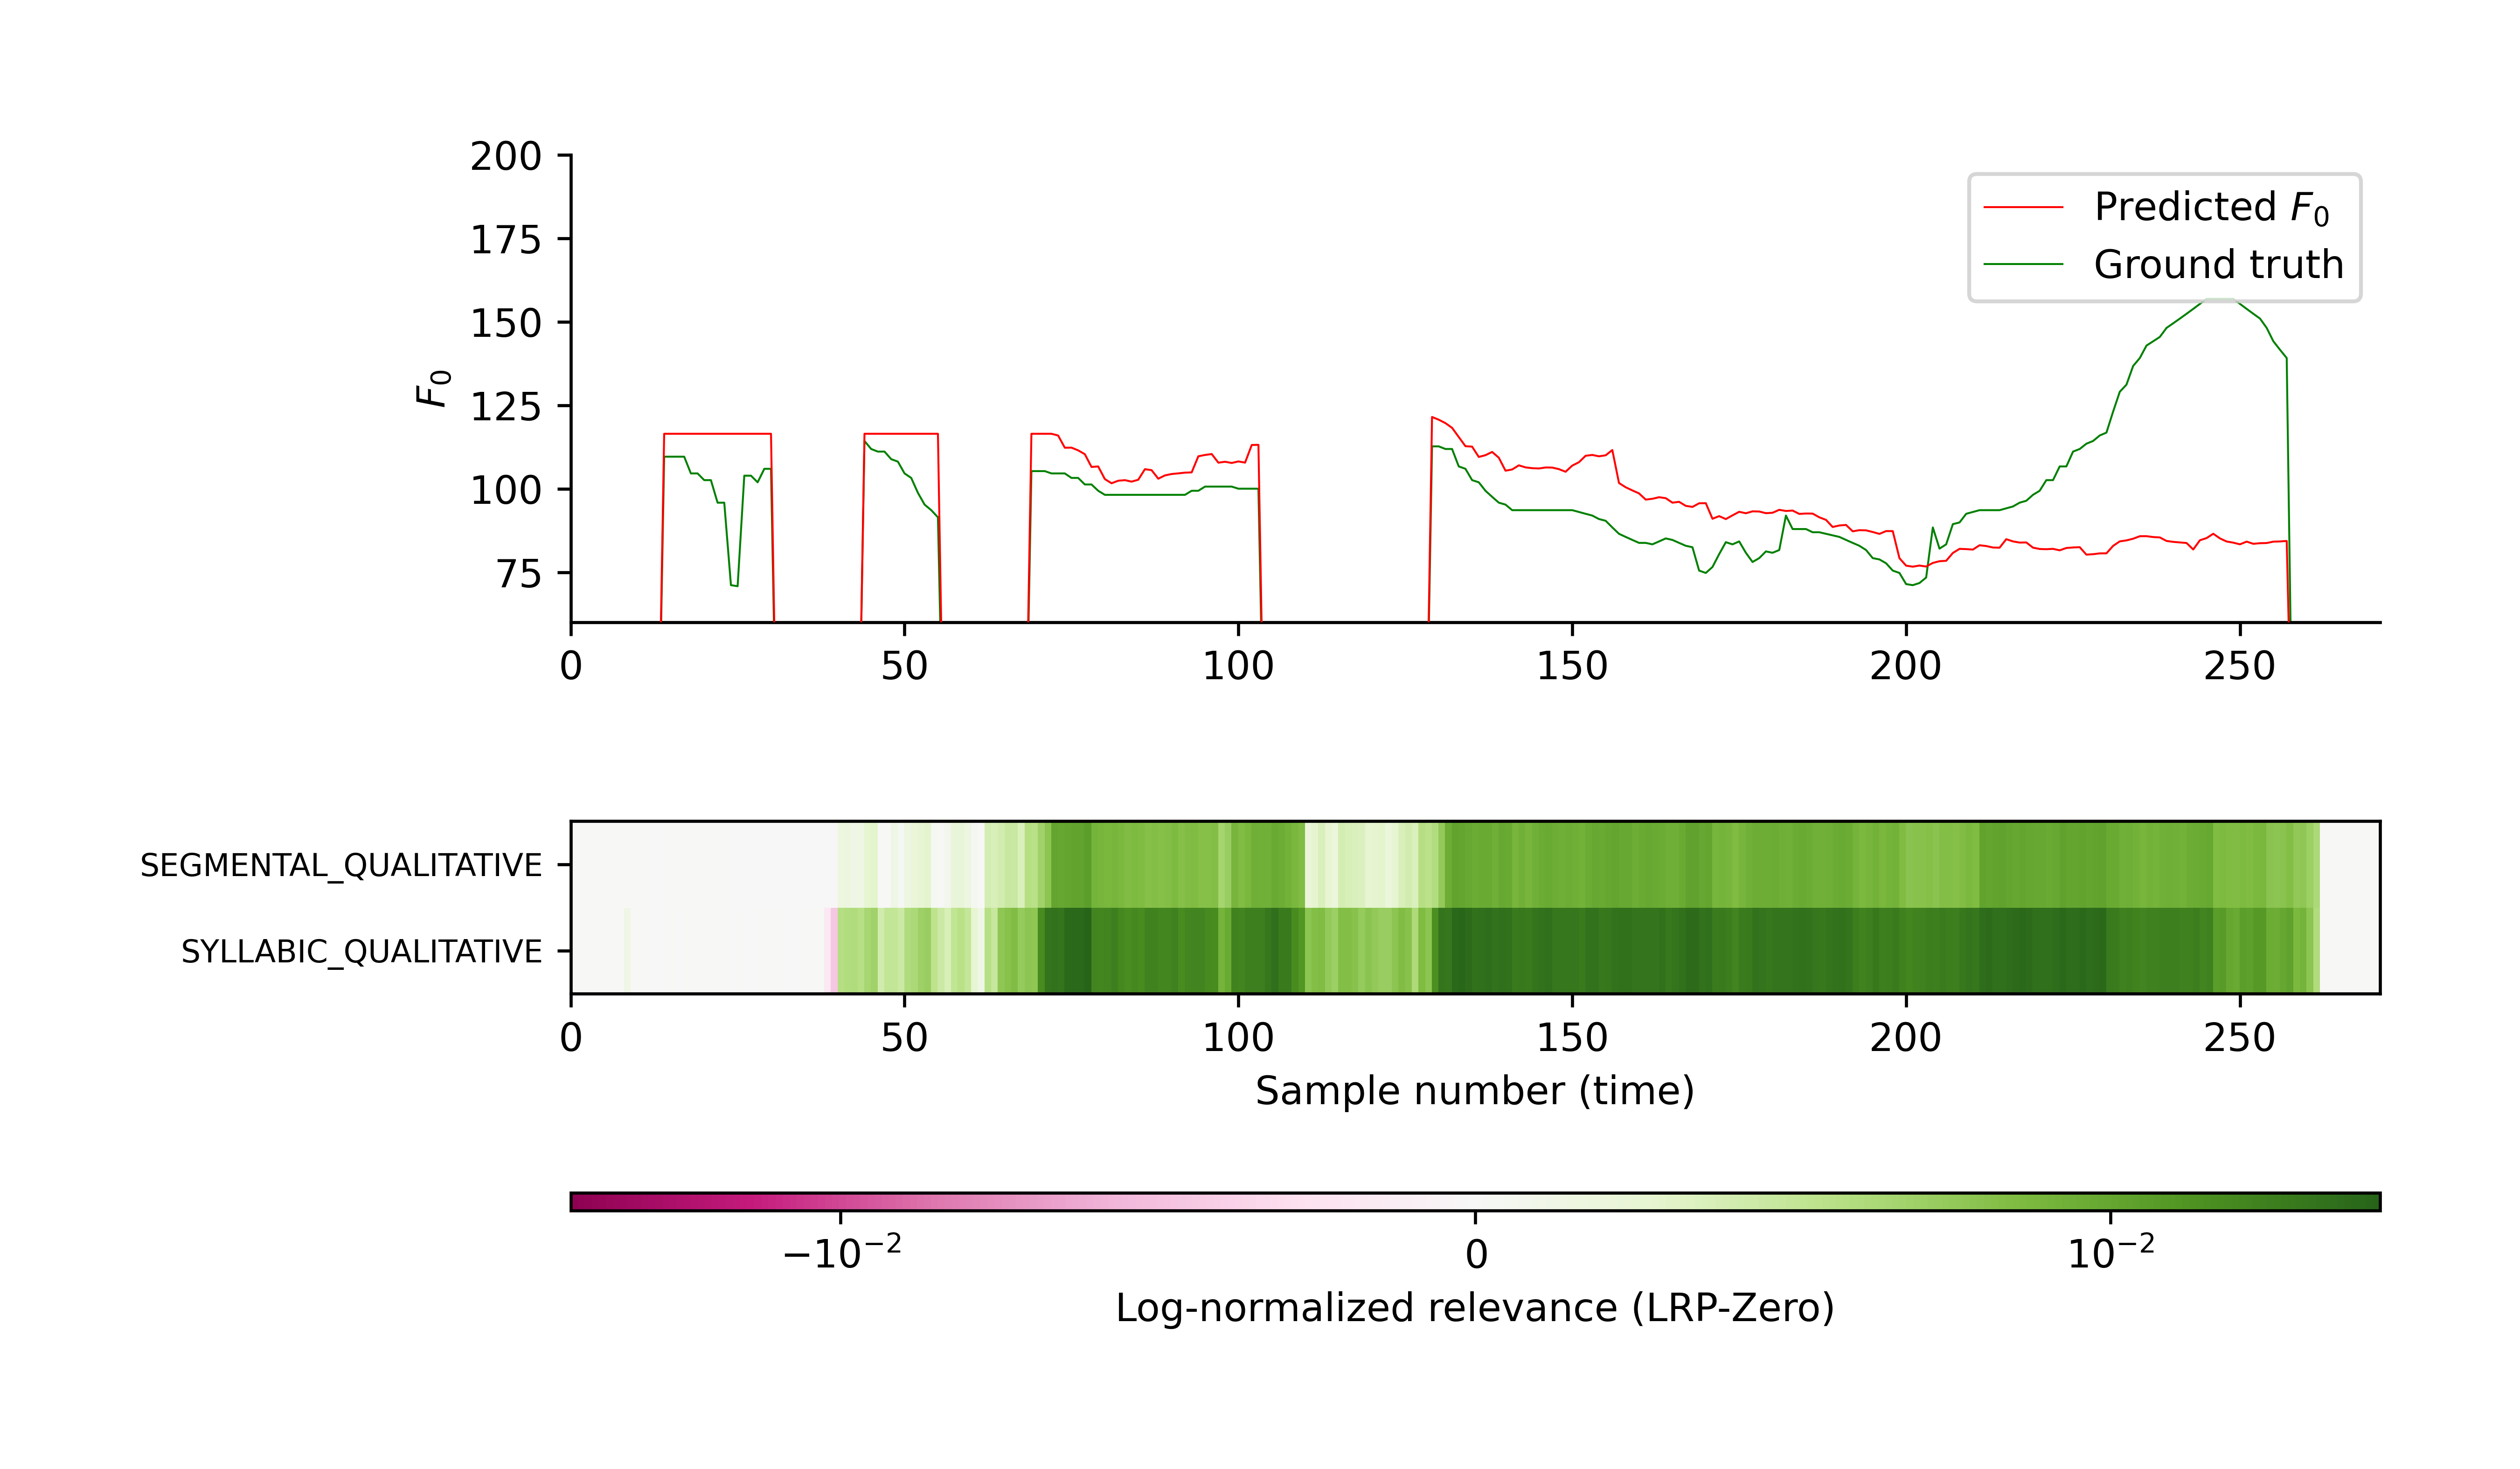 200
175
150
125
100
75
F₀
Predicted F₀
Ground truth
0 50 100 150 200 250
SEGMENTAL_QUALITATIVE
SYLLABIC_QUALITATIVE
0 50 100 150 200 250
Sample number (time)
−10⁻² 0 10⁻²
Log-normalized relevance (LRP-Zero)